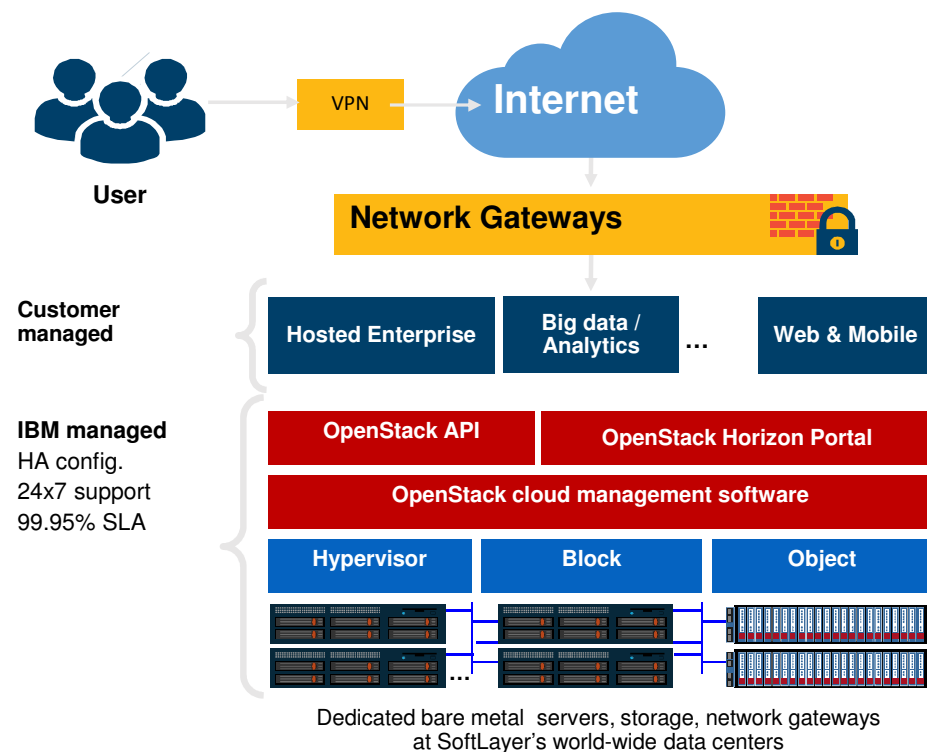 VPN
Internet
User
Network Gateways
Customer
managed
Hosted Enterprise
Big data /
Analytics
...
Web & Mobile
IBM managed
HA config.
24x7 support
99.95% SLA
OpenStack API
OpenStack Horizon Portal
OpenStack cloud management software
Hypervisor
Block
Object
...
Dedicated bare metal servers, storage, network gateways
at SoftLayer's world-wide data centers